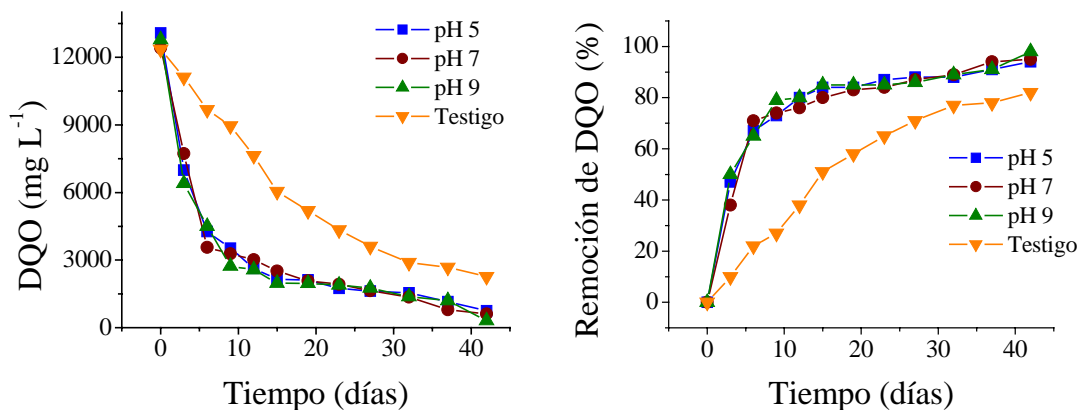 DQO (mg L⁻¹)
12000
9000
6000
3000
0
pH 5
pH 7
pH 9
Testigo
0 10 20 30 40
Tiempo (días)
Remoción de DQO (%)
100
80
60
40
20
0
pH 5
pH 7
pH 9
Testigo
0 10 20 30 40
Tiempo (días)